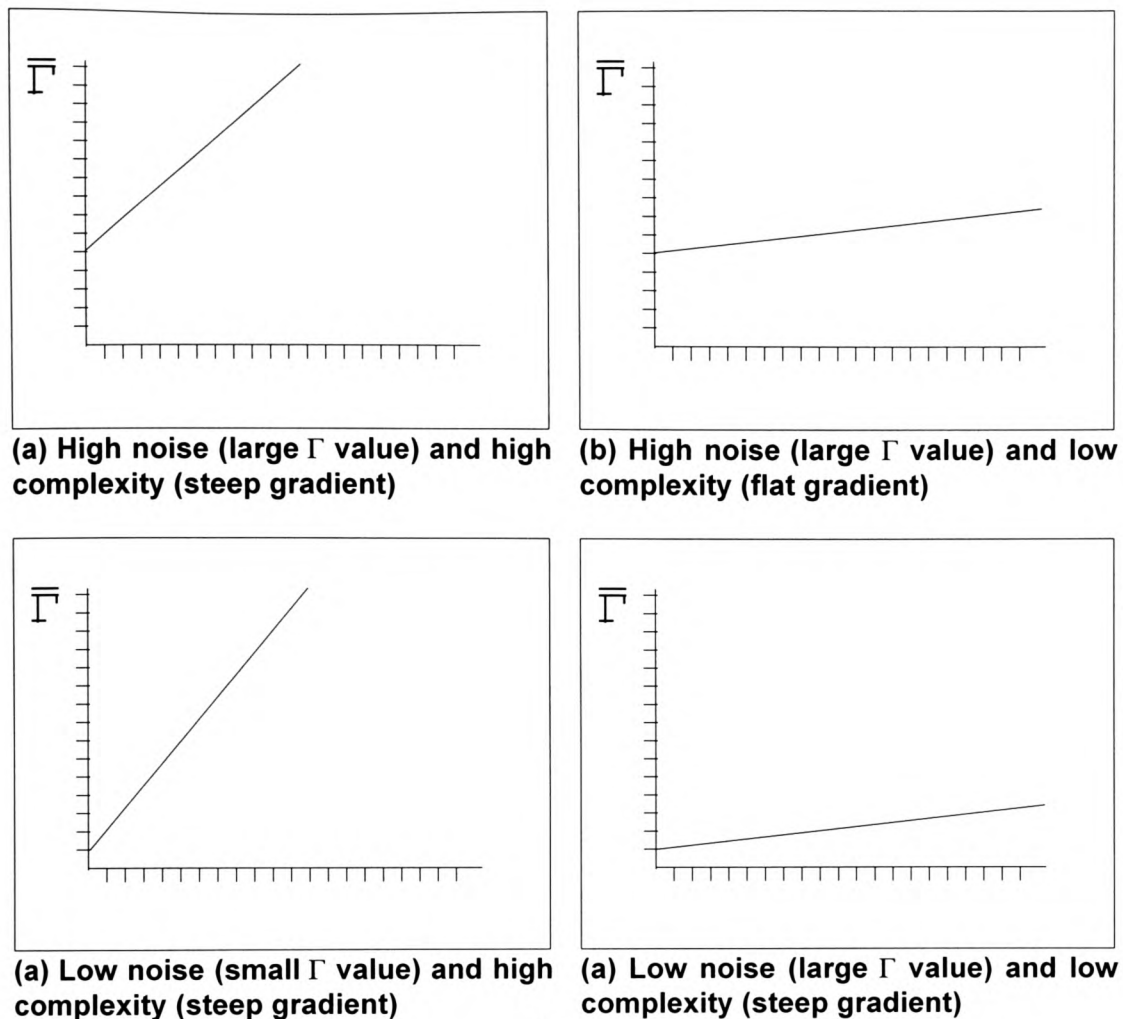 Γ̿
Γ̿
(a) High noise (large Γ value) and high
complexity (steep gradient)
(b) High noise (large Γ value) and low
complexity (flat gradient)
Γ̿
Γ̿
(a) Low noise (small Γ value) and high
complexity (steep gradient)
(a) Low noise (large Γ value) and low
complexity (steep gradient)